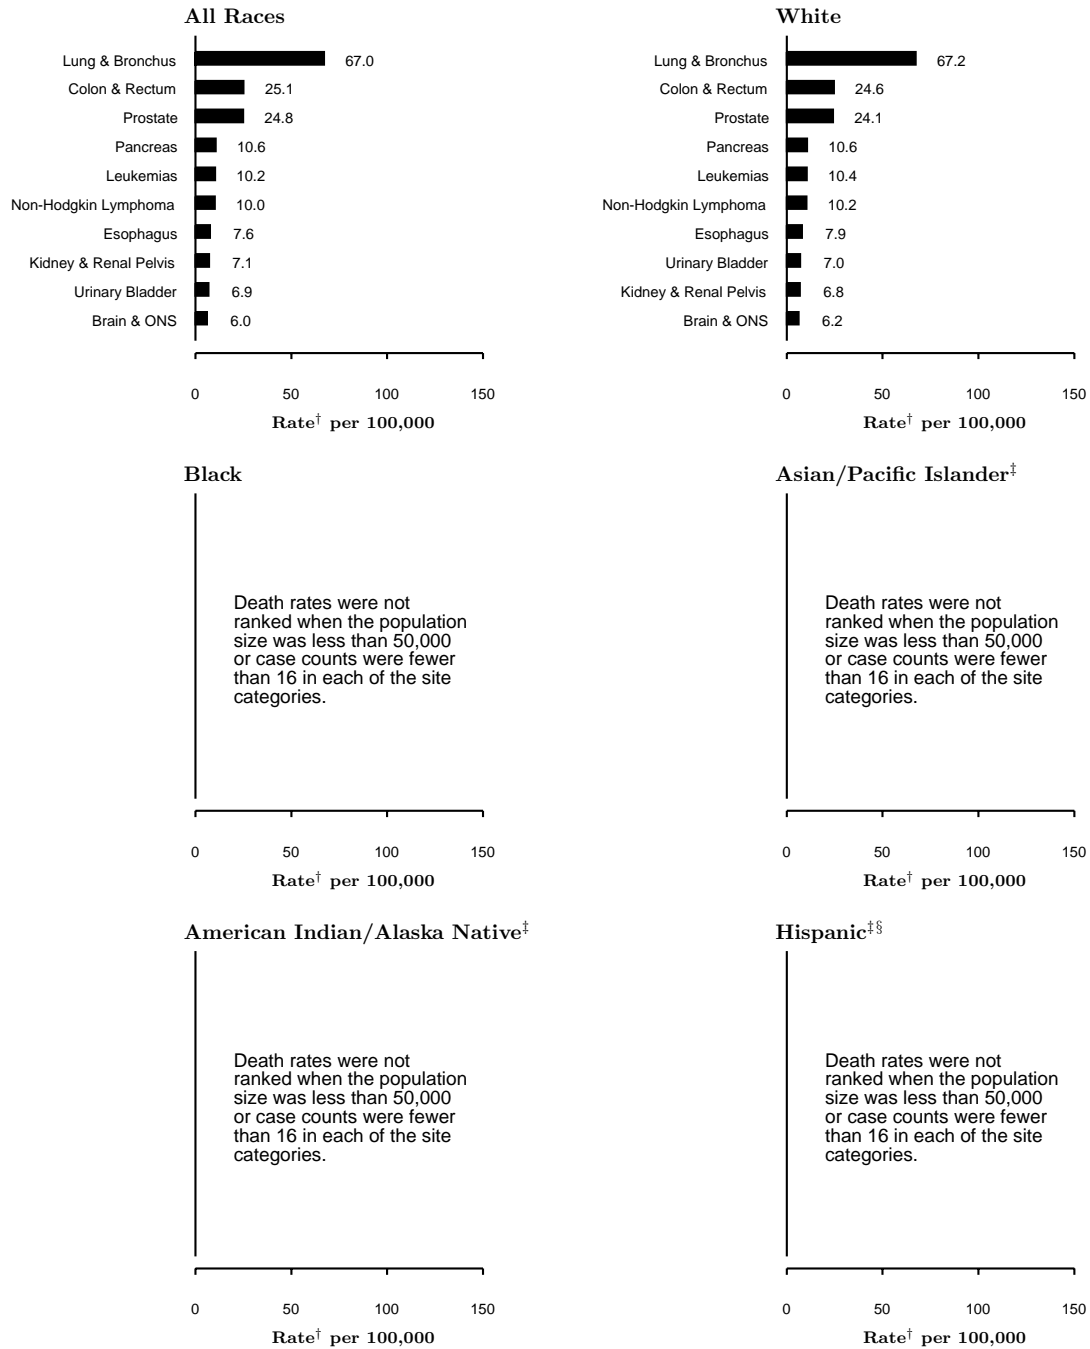 All Races
Lung & Bronchus 67.0
Colon & Rectum 25.1
Prostate 24.8
Pancreas 10.6
Leukemias 10.2
Non-Hodgkin Lymphoma 10.0
Esophagus 7.6
Kidney & Renal Pelvis 7.1
Urinary Bladder 6.9
Brain & ONS 6.0
0 50 100 150
Rate† per 100,000
White
Lung & Bronchus 67.2
Colon & Rectum 24.6
Prostate 24.1
Pancreas 10.6
Leukemias 10.4
Non-Hodgkin Lymphoma 10.2
Esophagus 7.9
Urinary Bladder 7.0
Kidney & Renal Pelvis 6.8
Brain & ONS 6.2
0 50 100 150
Rate† per 100,000
Black
Death rates were not
ranked when the population
size was less than 50,000
or case counts were fewer
than 16 in each of the site
categories.
0 50 100 150
Rate† per 100,000
Asian/Pacific Islander‡
Death rates were not
ranked when the population
size was less than 50,000
or case counts were fewer
than 16 in each of the site
categories.
0 50 100 150
Rate† per 100,000
American Indian/Alaska Native‡
Death rates were not
ranked when the population
size was less than 50,000
or case counts were fewer
than 16 in each of the site
categories.
0 50 100 150
Rate† per 100,000
Hispanic‡§
Death rates were not
ranked when the population
size was less than 50,000
or case counts were fewer
than 16 in each of the site
categories.
0 50 100 150
Rate† per 100,000